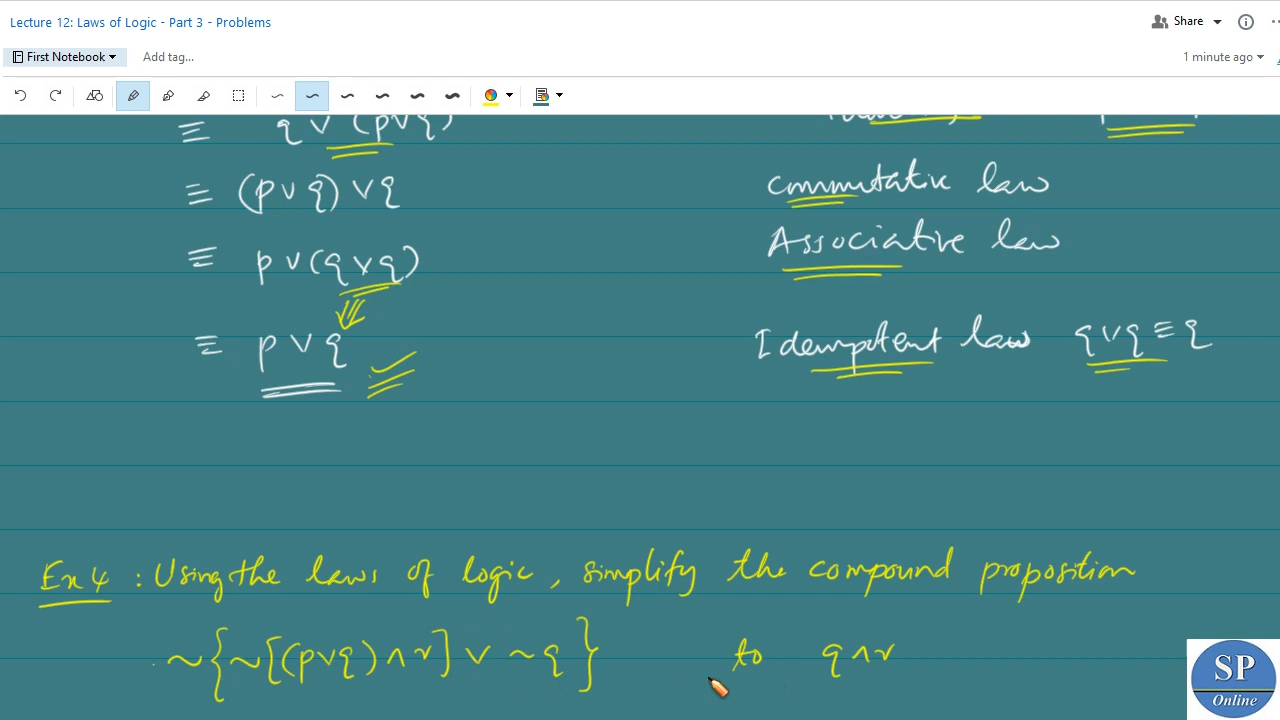 Lecture 12: Laws of Logic - Part 3 - Problems
Share
First Notebook Add tag... 1 minute ago
≡ q ∨ (p∨q)
≡ (p∨q) ∨q Commutative law
≡ p∨(q∨q) Associative law
≡ p∨q Idempotent law q∨q ≡ q
Ex 4 : Using the laws of logic, simplify the compound proposition
~{~[(p∨q)∧r] ∨ ~q} to q∧r
SP
Online